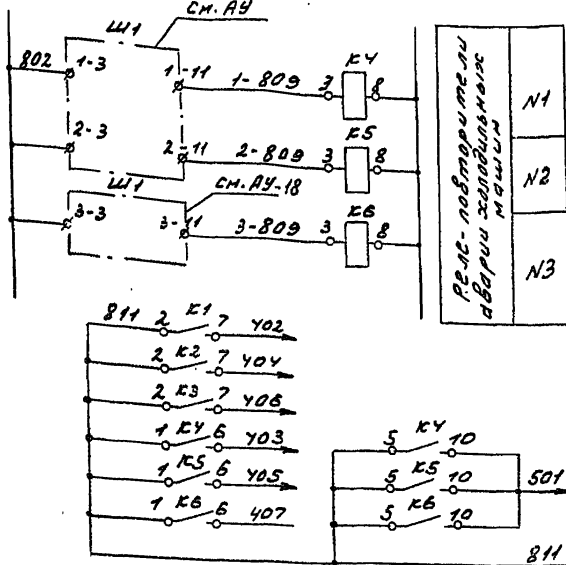 см. АУ
Ш1
802
1-3
1-11
1-809
3
К4
8
2-3
2-11
2-809
3
К5
8
Ш1
см. АУ-18
3-3
3-11
3-809
3
К6
8
Реле-повторители
аварии холодильных
машин
N1
N2
N3
811
2 К1 7 402
2 К2 7 404
2 К3 7 406
1 К4 6 403
1 К5 6 405
1 К6 6 407
5 К4 10
5 К5 10
5 К6 10
501
811